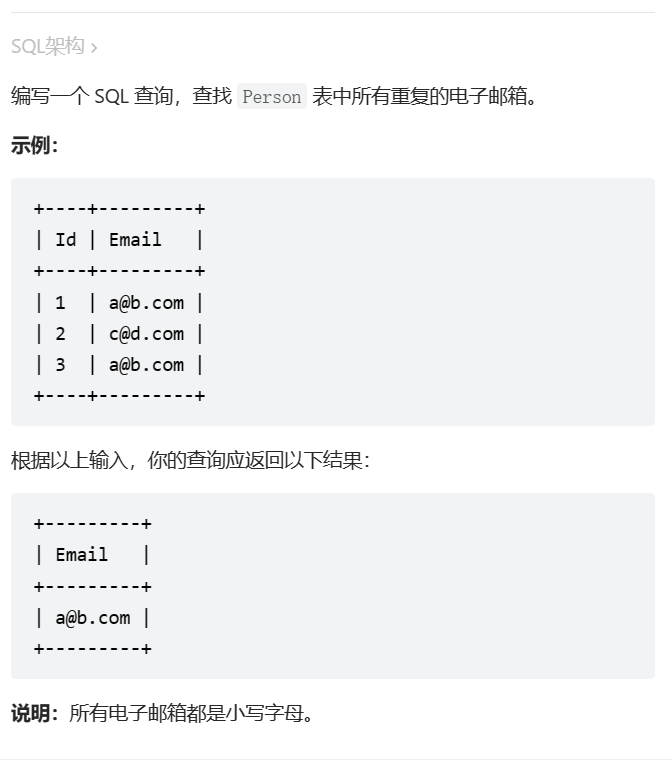 SQL架构 ›
编写一个 SQL 查询，查找 Person 表中所有重复的电子邮箱。
示例：
+----+---------+
| Id | Email   |
+----+---------+
| 1  | a@b.com |
| 2  | c@d.com |
| 3  | a@b.com |
+----+---------+
根据以上输入，你的查询应返回以下结果：
+---------+
| Email   |
+---------+
| a@b.com |
+---------+
说明：所有电子邮箱都是小写字母。